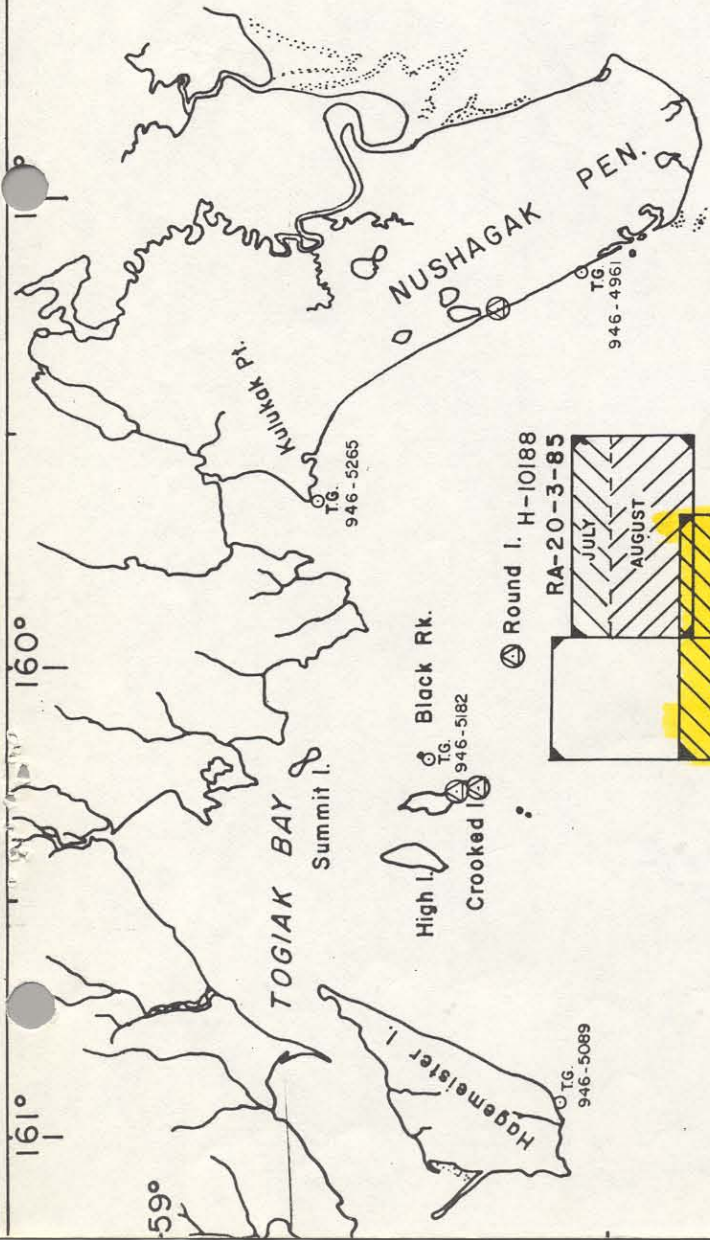 161°
160°
°
59°
TOGIAK BAY
Summit I.
Kulukak Pt.
T.G.
946-5265
NUSHAGAK PEN.
T.G.
946-4961
High I.
Crooked I.
Black Rk.
T.G.
946-5182
Round I.
H-10188
RA-20-3-85
JULY
AUGUST
Hagemeister I.
T.G.
946-5089